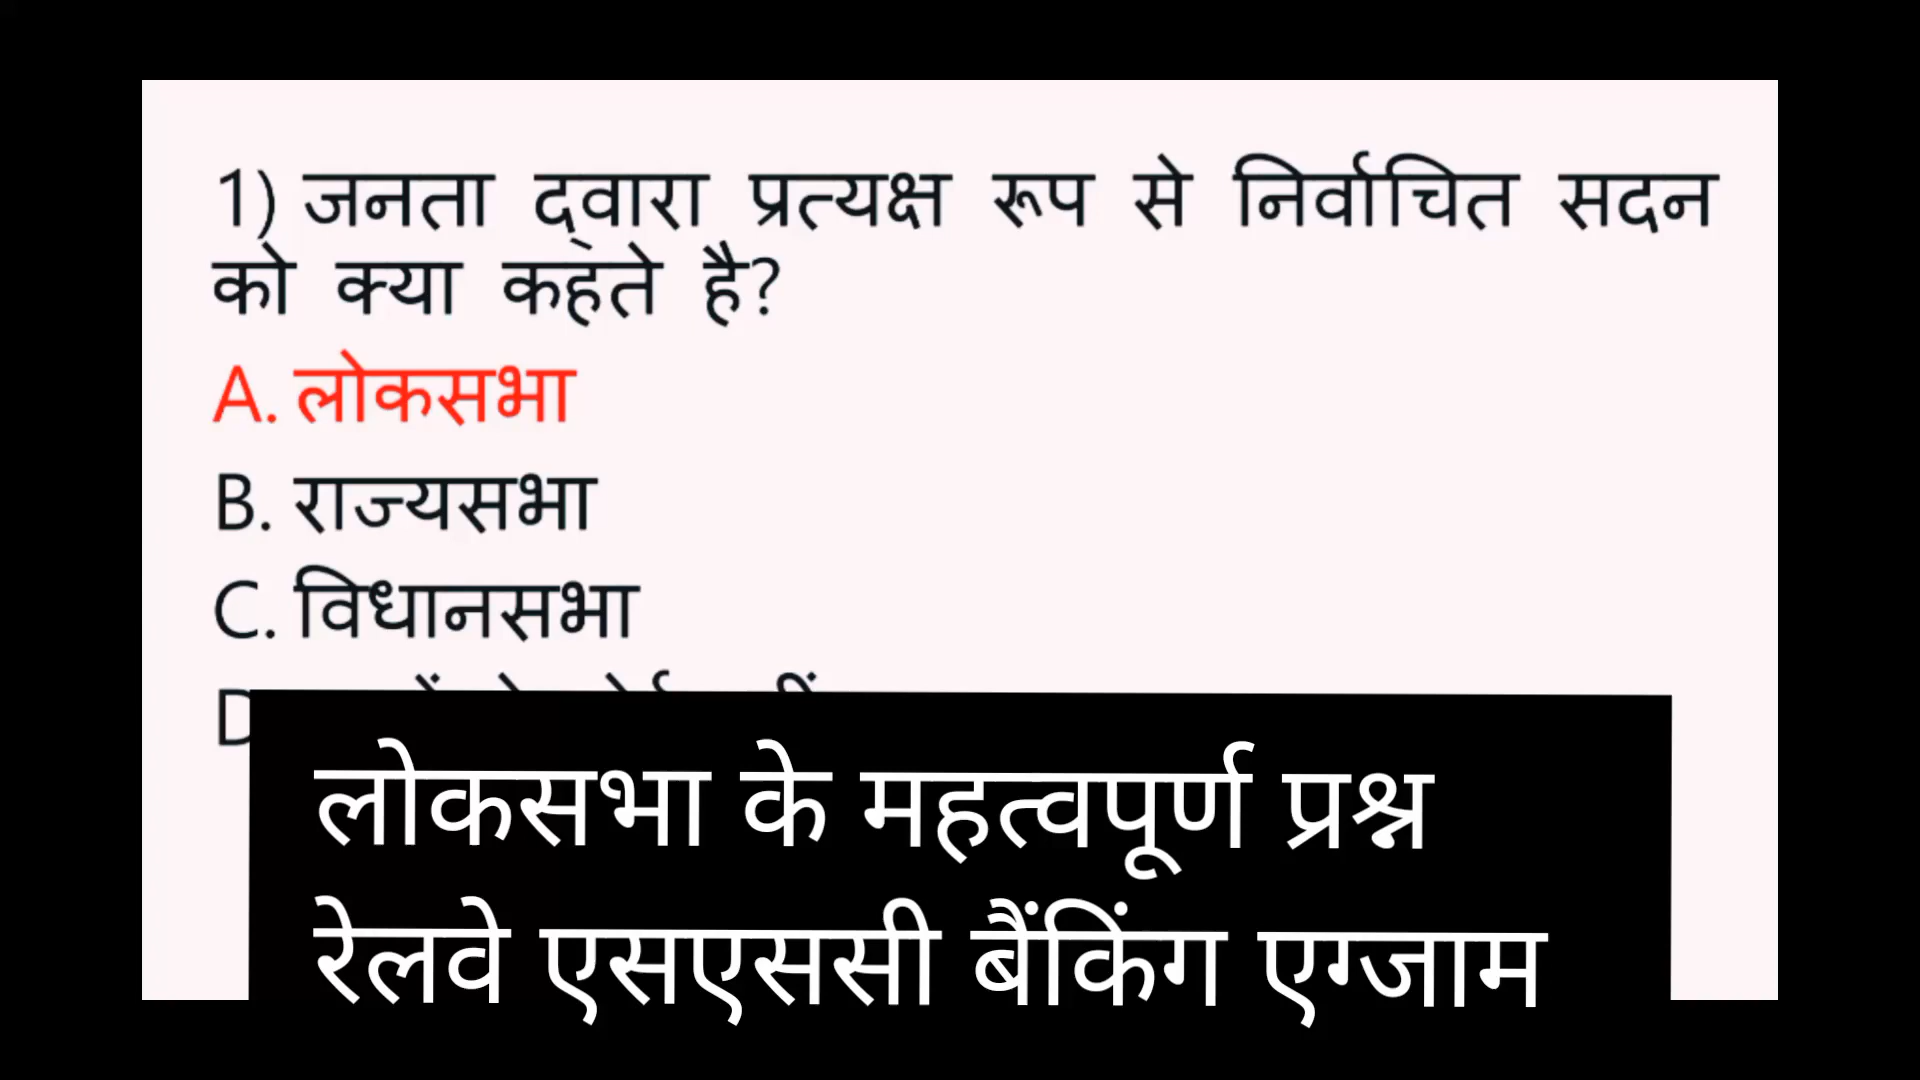 1) जनता द्वारा प्रत्यक्ष रूप से निर्वाचित सदन
को क्या कहते है?
A. लोकसभा
B. राज्यसभा
C. विधानसभा
D
लोकसभा के महत्वपूर्ण प्रश्न
रेलवे एसएससी बैंकिंग एग्जाम